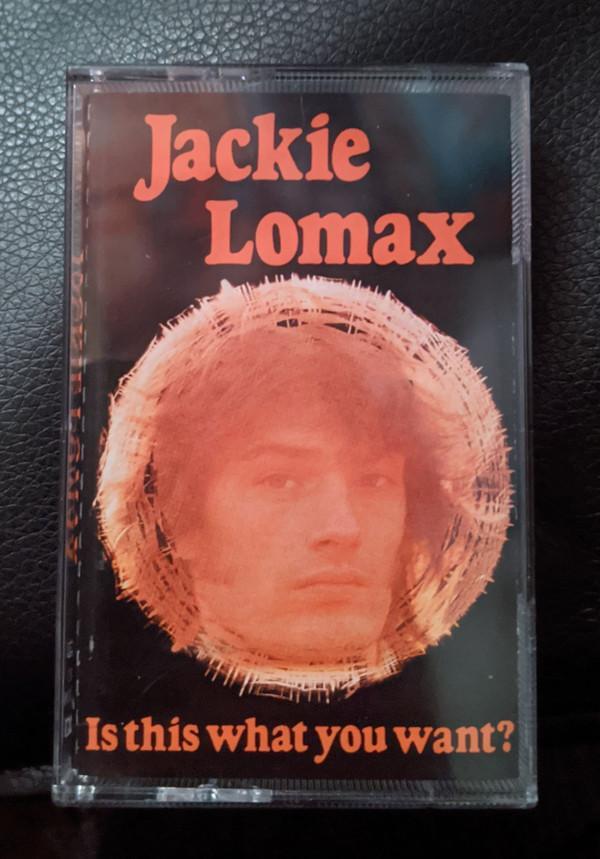 Jackie
Lomax
Is this what you want?